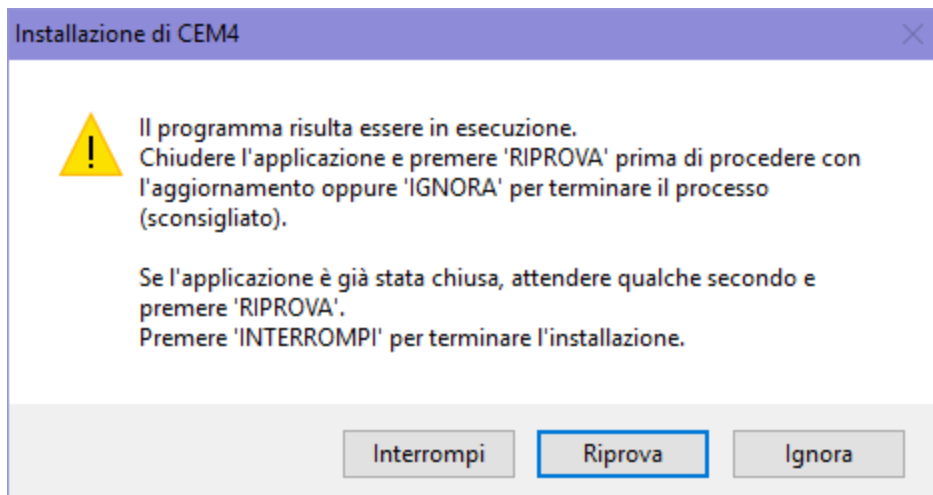 Installazione di CEM4
Il programma risulta essere in esecuzione.
Chiudere l'applicazione e premere 'RIPROVA' prima di procedere con
l'aggiornamento oppure 'IGNORA' per terminare il processo
(sconsigliato).
Se l'applicazione è già stata chiusa, attendere qualche secondo e
premere 'RIPROVA'.
Premere 'INTERROMPI' per terminare l'installazione.
Interrompi
Riprova
Ignora